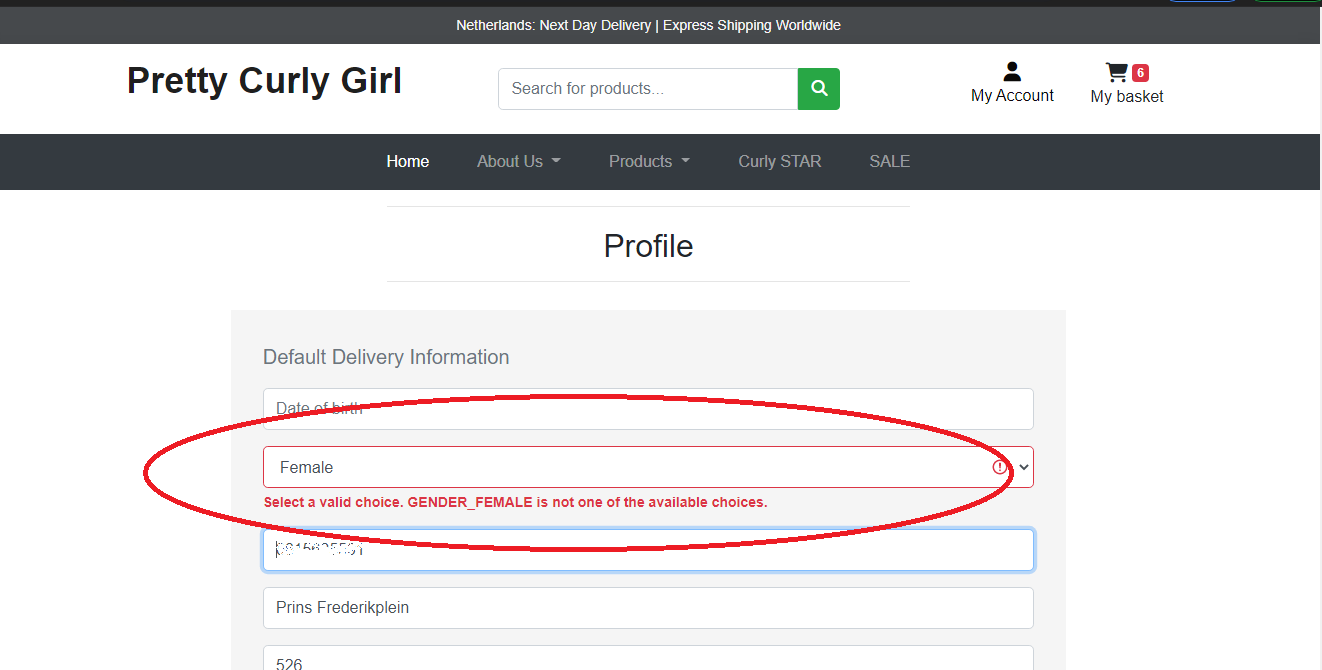 Netherlands: Next Day Delivery | Express Shipping Worldwide
Pretty Curly Girl
Search for products...
6
My Account
My basket
Home
About Us
Products
Curly STAR
SALE
Profile
Default Delivery Information
Date of birth
Female
Select a valid choice. GENDER_FEMALE is not one of the available choices.
Prins Frederikplein
526